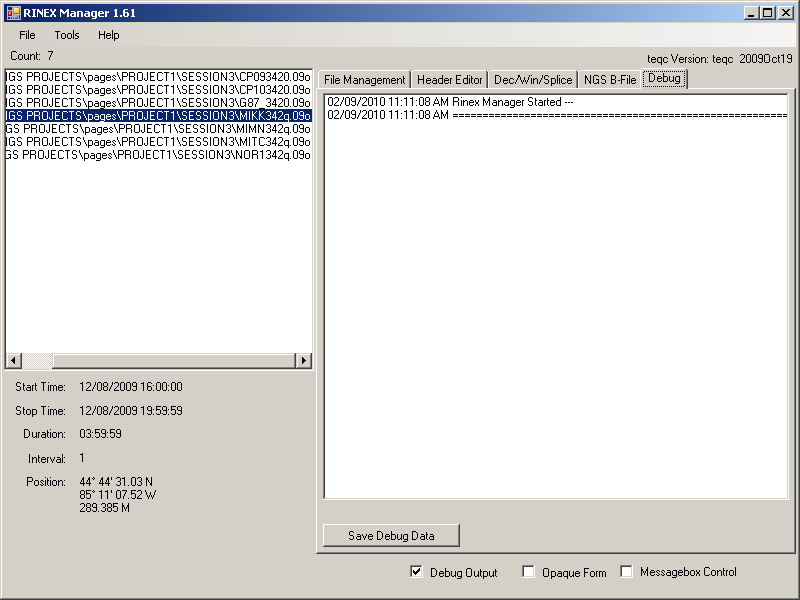 RINEX Manager 1.61
File Tools Help
Count: 7
teqc Version: teqc 2009Oct19
IGS PROJECTS\pages\PROJECT1\SESSION3\CP093420.09o
IGS PROJECTS\pages\PROJECT1\SESSION3\CP103420.09o
IGS PROJECTS\pages\PROJECT1\SESSION3\G87_3420.09o
IGS PROJECTS\pages\PROJECT1\SESSION3\MIKK342q.09o
GS PROJECTS\pages\PROJECT1\SESSION3\MIMN342q.09o
IGS PROJECTS\pages\PROJECT1\SESSION3\MITC342q.09o
GS PROJECTS\pages\PROJECT1\SESSION3\NOR1342q.09o
File Management Header Editor Dec/Win/Splice NGS B-File Debug
02/09/2010 11:11:08 AM Rinex Manager Started ---
02/09/2010 11:11:08 AM ================================================
Start Time: 12/08/2009 16:00:00
Stop Time: 12/08/2009 19:59:59
Duration: 03:59:59
Interval: 1
Position: 44° 44' 31.03 N
85° 11' 07.52 W
289.385 M
Save Debug Data
Debug Output Opaque Form Messagebox Control